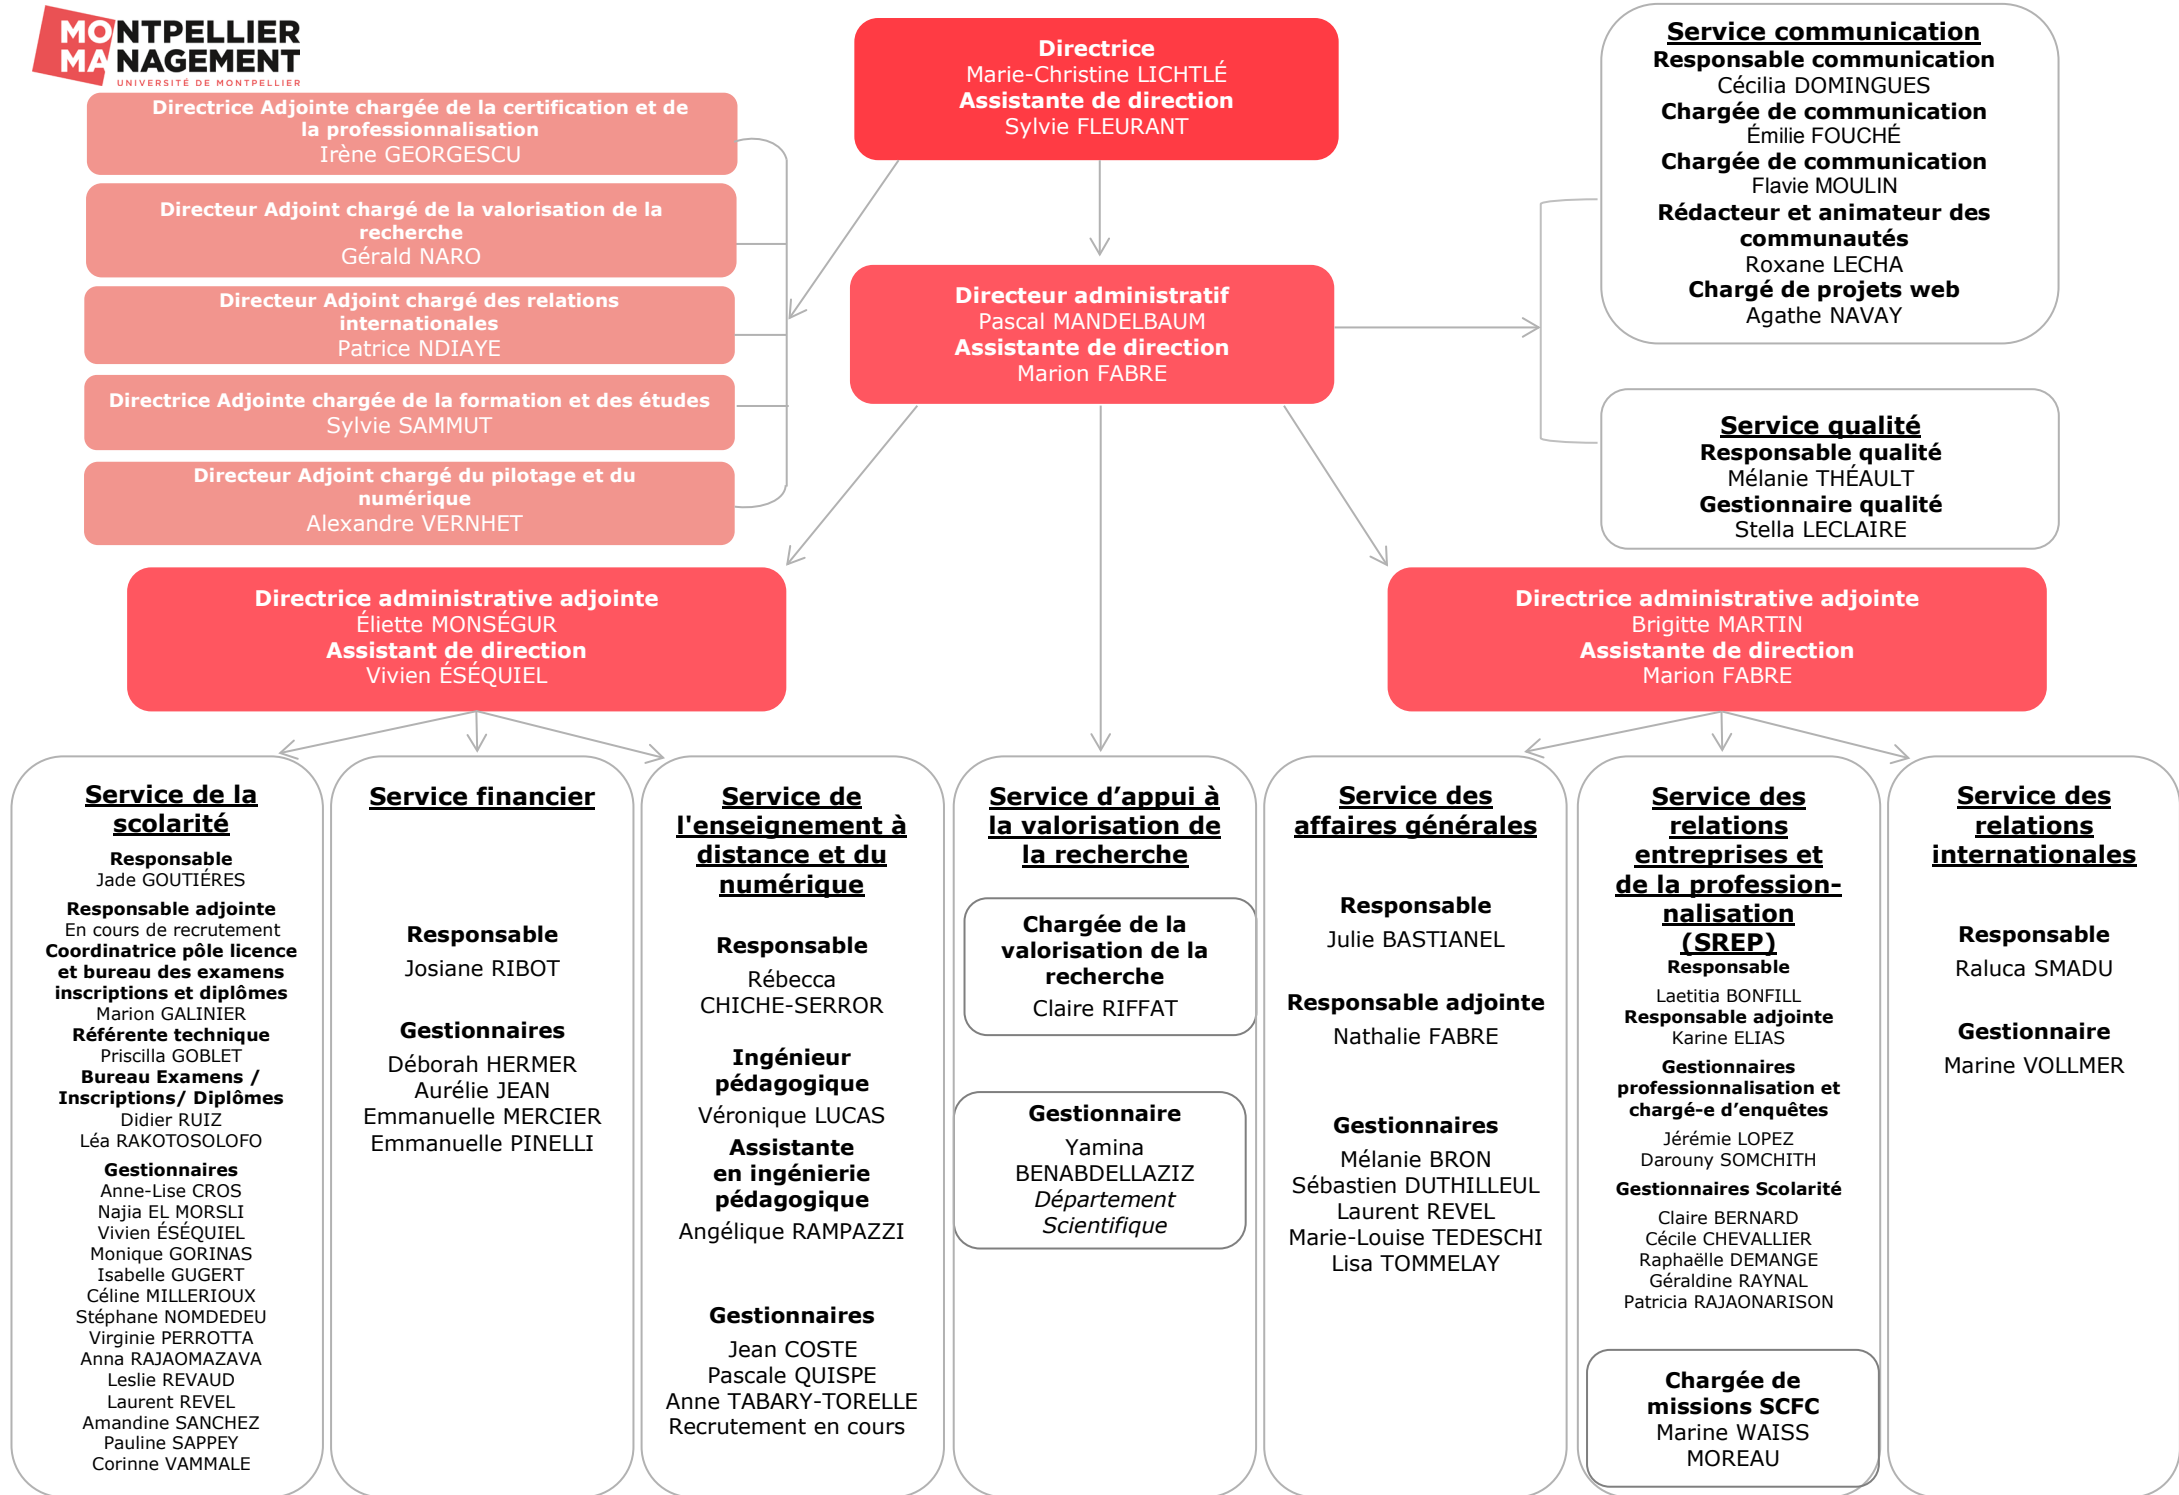 MONTPELLIER
MANAGEMENT
UNIVERSITÉ DE MONTPELLIER
Directrice
Marie-Christine LICHTLÉ
Assistante de direction
Sylvie FLEURANT
Directrice Adjointe chargée de la certification et de
la professionnalisation
Irène GEORGESCU
Directeur Adjoint chargé de la valorisation de la
recherche
Gérald NARO
Directeur Adjoint chargé des relations
internationales
Patrice NDIAYE
Directrice Adjointe chargée de la formation et des études
Sylvie SAMMUT
Directeur Adjoint chargé du pilotage et du
numérique
Alexandre VERNHET
Directeur administratif
Pascal MANDELBAUM
Assistante de direction
Marion FABRE
Service communication
Responsable communication
Cécilia DOMINGUES
Chargée de communication
Émilie FOUCHÉ
Chargée de communication
Flavie MOULIN
Rédacteur et animateur des
communautés
Roxane LECHA
Chargé de projets web
Agathe NAVAY
Service qualité
Responsable qualité
Mélanie THÉAULT
Gestionnaire qualité
Stella LECLAIRE
Directrice administrative adjointe
Éliette MONSÉGUR
Assistant de direction
Vivien ÉSÉQUIEL
Directrice administrative adjointe
Brigitte MARTIN
Assistante de direction
Marion FABRE
Service de la
scolarité
Responsable
Jade GOUTIÉRES
Responsable adjointe
En cours de recrutement
Coordinatrice pôle licence
et bureau des examens
inscriptions et diplômes
Marion GALINIER
Référente technique
Priscilla GOBLET
Bureau Examens /
Inscriptions/ Diplômes
Didier RUIZ
Léa RAKOTOSOLOFO
Gestionnaires
Anne-Lise CROS
Najia EL MORSLI
Vivien ÉSÉQUIEL
Monique GORINAS
Isabelle GUGERT
Céline MILLERIOUX
Stéphane NOMDEDEU
Virginie PERROTTA
Anna RAJAOMAZAVA
Leslie REVAUD
Laurent REVEL
Amandine SANCHEZ
Pauline SAPPEY
Corinne VAMMALE
Service financier
Responsable
Josiane RIBOT
Gestionnaires
Déborah HERMER
Aurélie JEAN
Emmanuelle MERCIER
Emmanuelle PINELLI
Service de
l'enseignement à
distance et du
numérique
Responsable
Rébecca
CHICHE-SERROR
Ingénieur
pédagogique
Véronique LUCAS
Assistante
en ingénierie
pédagogique
Angélique RAMPAZZI
Gestionnaires
Jean COSTE
Pascale QUISPE
Anne TABARY-TORELLE
Recrutement en cours
Service d’appui à
la valorisation de
la recherche
Chargée de la
valorisation de la
recherche
Claire RIFFAT
Gestionnaire
Yamina
BENABDELLAZIZ
Département
Scientifique
Service des
affaires générales
Responsable
Julie BASTIANEL
Responsable adjointe
Nathalie FABRE
Gestionnaires
Mélanie BRON
Sébastien DUTHILLEUL
Laurent REVEL
Marie-Louise TEDESCHI
Lisa TOMMELAY
Service des
relations
entreprises et
de la profession-
nalisation
(SREP)
Responsable
Laetitia BONFILL
Responsable adjointe
Karine ELIAS
Gestionnaires
professionnalisation et
chargé-e d’enquêtes
Jérémie LOPEZ
Darouny SOMCHITH
Gestionnaires Scolarité
Claire BERNARD
Cécile CHEVALLIER
Raphaëlle DEMANGE
Géraldine RAYNAL
Patricia RAJAONARISON
Chargée de
missions SCFC
Marine WAISS
MOREAU
Service des
relations
internationales
Responsable
Raluca SMADU
Gestionnaire
Marine VOLLMER